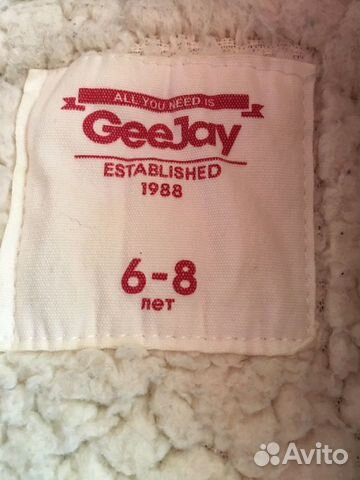 ALL YOU NEED IS
GeeJay
ESTABLISHED
1988
6-8
лет
Avito